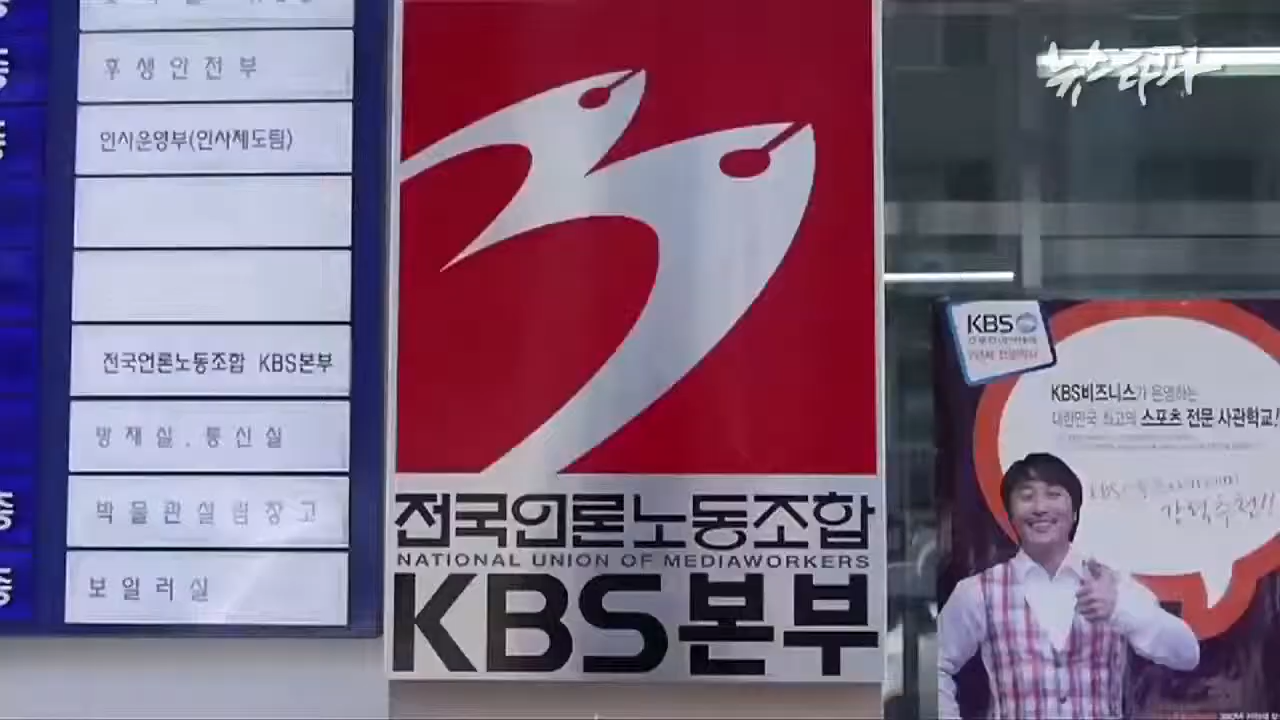 뉴스타파
후생안전부
인사운영부(인사제도팀)
전국언론노동조합 KBS본부
방재실.통신실
박물관설립창고
보일러실
전국언론노동조합
NATIONAL UNION OF MEDIAWORKERS
KBS본부
KBS
KBS비즈니스가 운영하는
대한민국 최고의 스포츠 전문 사관학교!
강력추천!!